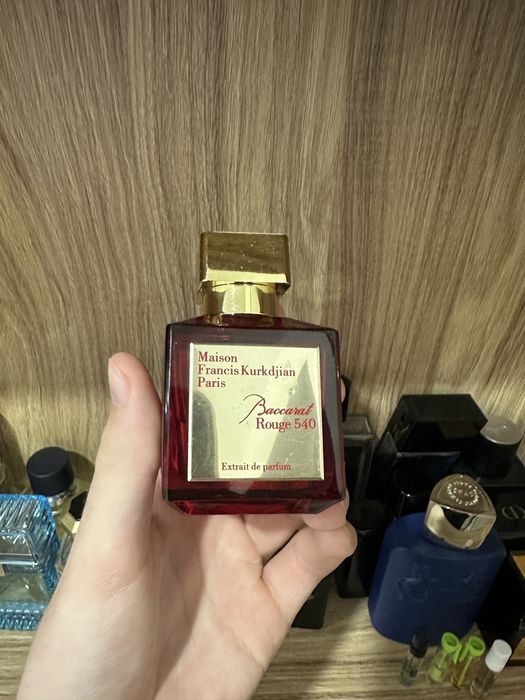 Maison
Francis Kurkdjian
Paris
Baccarat
Rouge 540
Extrait de parfum